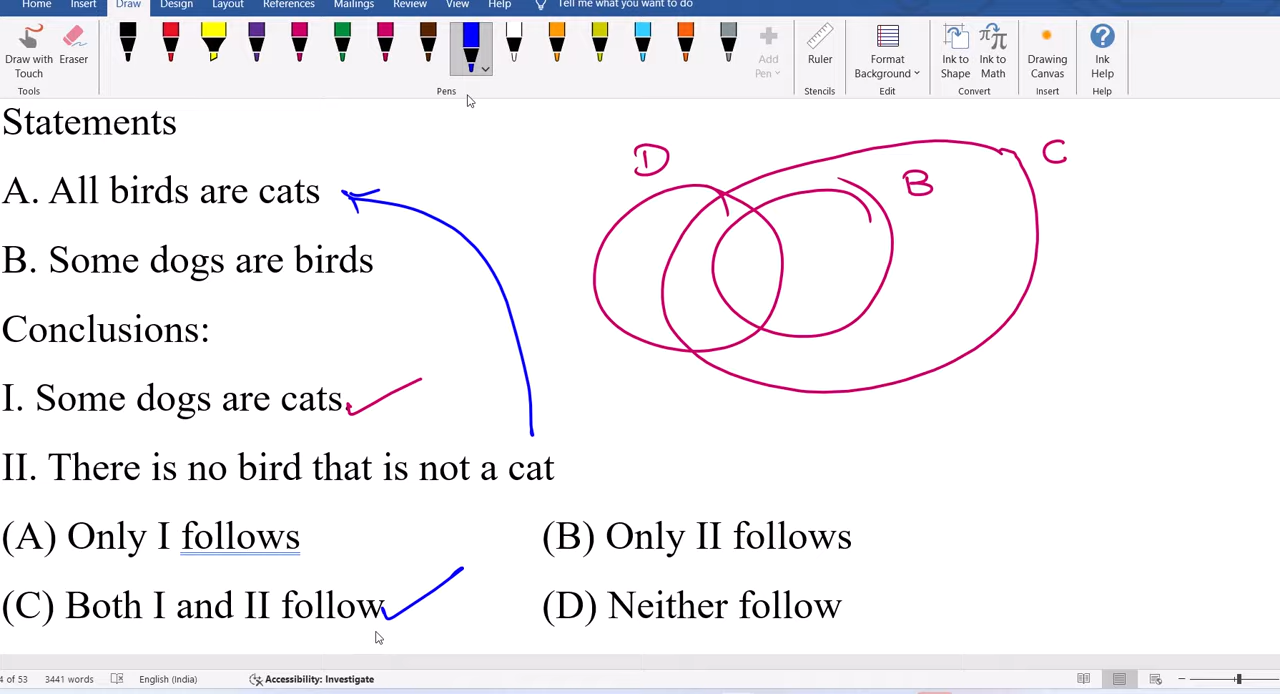 Home Insert Draw Design Layout References Mailings Review View Help Tell me what you want to do
Draw with Touch Eraser Add Pen Ruler Format Background Ink to Shape Ink to Math Drawing Canvas Ink Help
Tools Pens Stencils Edit Convert Insert Help
Statements
A. All birds are cats
B. Some dogs are birds
Conclusions:
I. Some dogs are cats.
II. There is no bird that is not a cat
(A) Only I follows (B) Only II follows
(C) Both I and II follow (D) Neither follow
D
B
C
4 of 53 3441 words English (India) Accessibility: Investigate